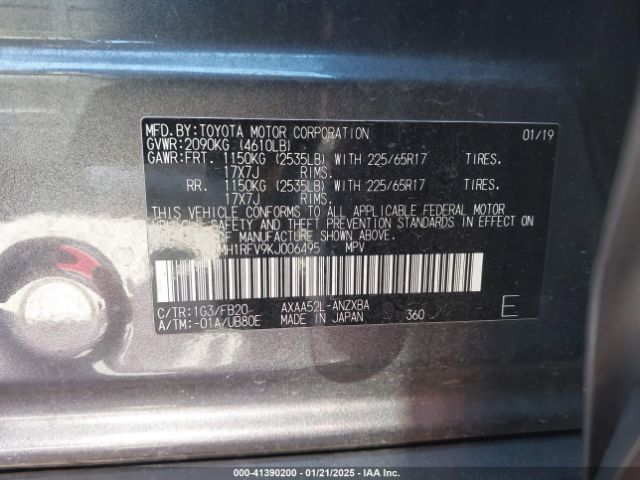 MFD.BY:TOYOTA MOTOR CORPORATION 01/19
GVWR:2090KG (4610LB)
GAWR:FRT. 1150KG (2535LB) WITH 225/65R17 TIRES.
17X7J RIMS.
RR. 1150KG (2535LB) WITH 225/65R17 TIRES.
17X7J RIMS.
THIS VEHICLE CONFORMS TO ALL APPLICABLE FEDERAL MOTOR
SAFETY AND THEFT PREVENTION STANDARDS IN EFFECT ON
OF MANUFACTURE SHOWN ABOVE.
MH1RFV9KJ006495 MPV
C/TR:1G3/FB20 AXAA52L-ANZXBA
A/TM:-01A/UB80E MADE IN JAPAN 360 E
000-41390200 - 01/21/2025 - IAA Inc.